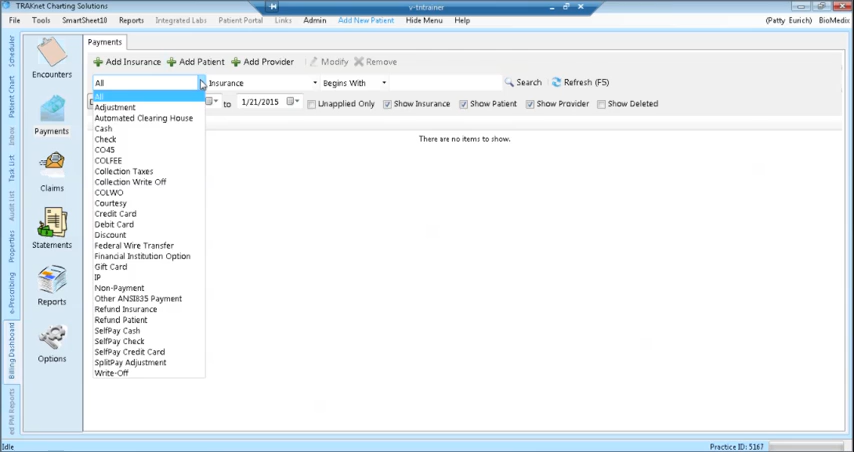 TRAKnet Charting Solutions
v-tntrainer
File Tools SmartSheet10 Reports Integrated Labs Patient Portal Links Admin Add New Patient Hide Menu Help (Patty Eurich) BioMedix
Payments
Add Insurance Add Patient Add Provider Modify Remove
All Insurance Begins With Search Refresh (F5)
to 1/21/2015 Unapplied Only Show Insurance Show Patient Show Provider Show Deleted
There are no items to show.
All
Adjustment
Automated Clearing House
Cash
Check
CO45
COLFEE
Collection Taxes
Collection Write Off
COLWO
Courtesy
Credit Card
Debit Card
Discount
Federal Wire Transfer
Financial Institution Option
Gift Card
IP
Non-Payment
Other ANSI835 Payment
Refund Insurance
Refund Patient
SelfPay Cash
SelfPay Check
SelfPay Credit Card
SplitPay Adjustment
Write-Off
Encounters
Payments
Claims
Statements
Reports
Options
Scheduler
Patient Chart
Inbox
Task List
Audit List
Properties
e-Prescribing
Billing Dashboard
ed PM Reports
Idle
Practice ID: 5167